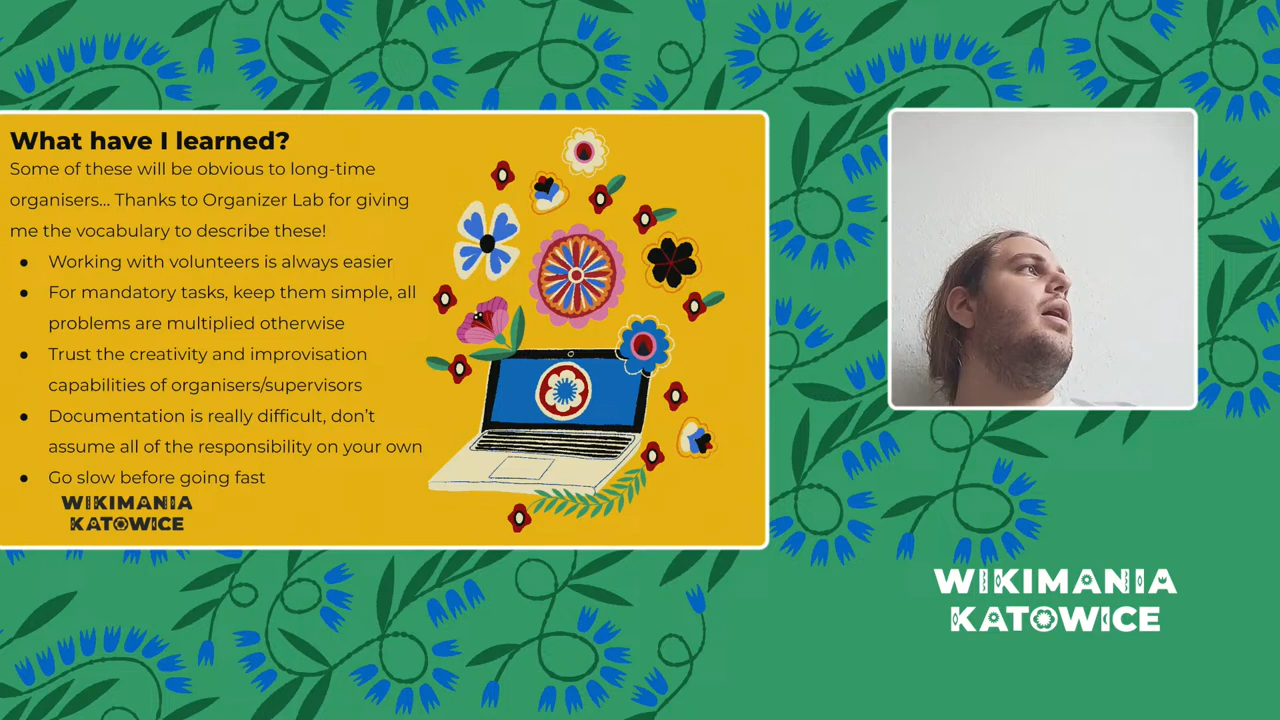 What have I learned?
Some of these will be obvious to long-time
organisers... Thanks to Organizer Lab for giving
me the vocabulary to describe these!
● Working with volunteers is always easier
● For mandatory tasks, keep them simple, all
problems are multiplied otherwise
● Trust the creativity and improvisation
capabilities of organisers/supervisors
● Documentation is really difficult, don't
assume all of the responsibility on your own
● Go slow before going fast
WIKIMANIA
KATOWICE
WIKIMANIA
KATOWICE